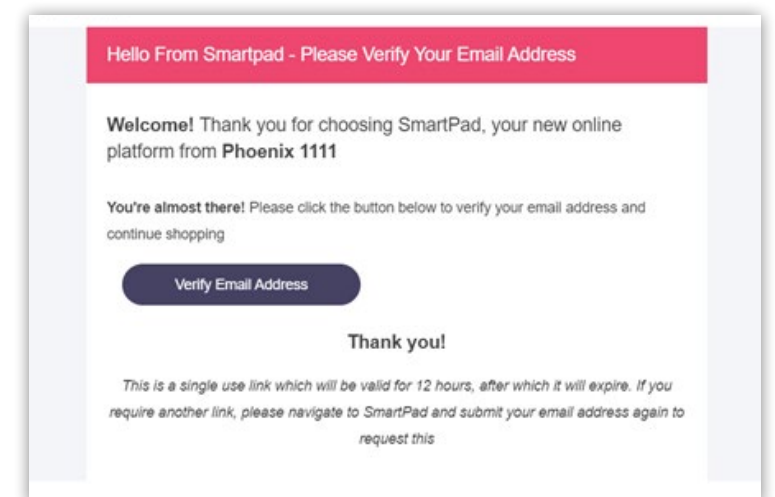 Hello From Smartpad - Please Verify Your Email Address
Welcome! Thank you for choosing SmartPad, your new online
platform from Phoenix 1111
You're almost there! Please click the button below to verify your email address and
continue shopping
Verify Email Address
Thank you!
This is a single use link which will be valid for 12 hours, after which it will expire. If you
require another link, please navigate to SmartPad and submit your email address again to
request this